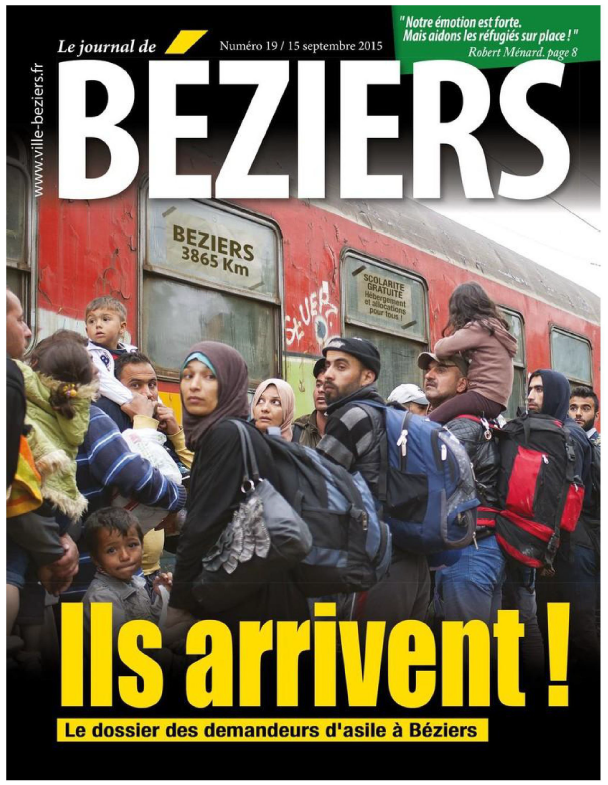 "Notre émotion est forte.
Mais aidons les réfugiés sur place !"
Robert Ménard, page 8
Le journal de
Numéro 19 / 15 septembre 2015
BÉZIERS
www.ville-beziers.fr
BEZIERS
3865 Km
SCOLARITE
GRATUITE
Hébergement
et allocations
pour tous !
Ils arrivent !
Le dossier des demandeurs d'asile à Béziers